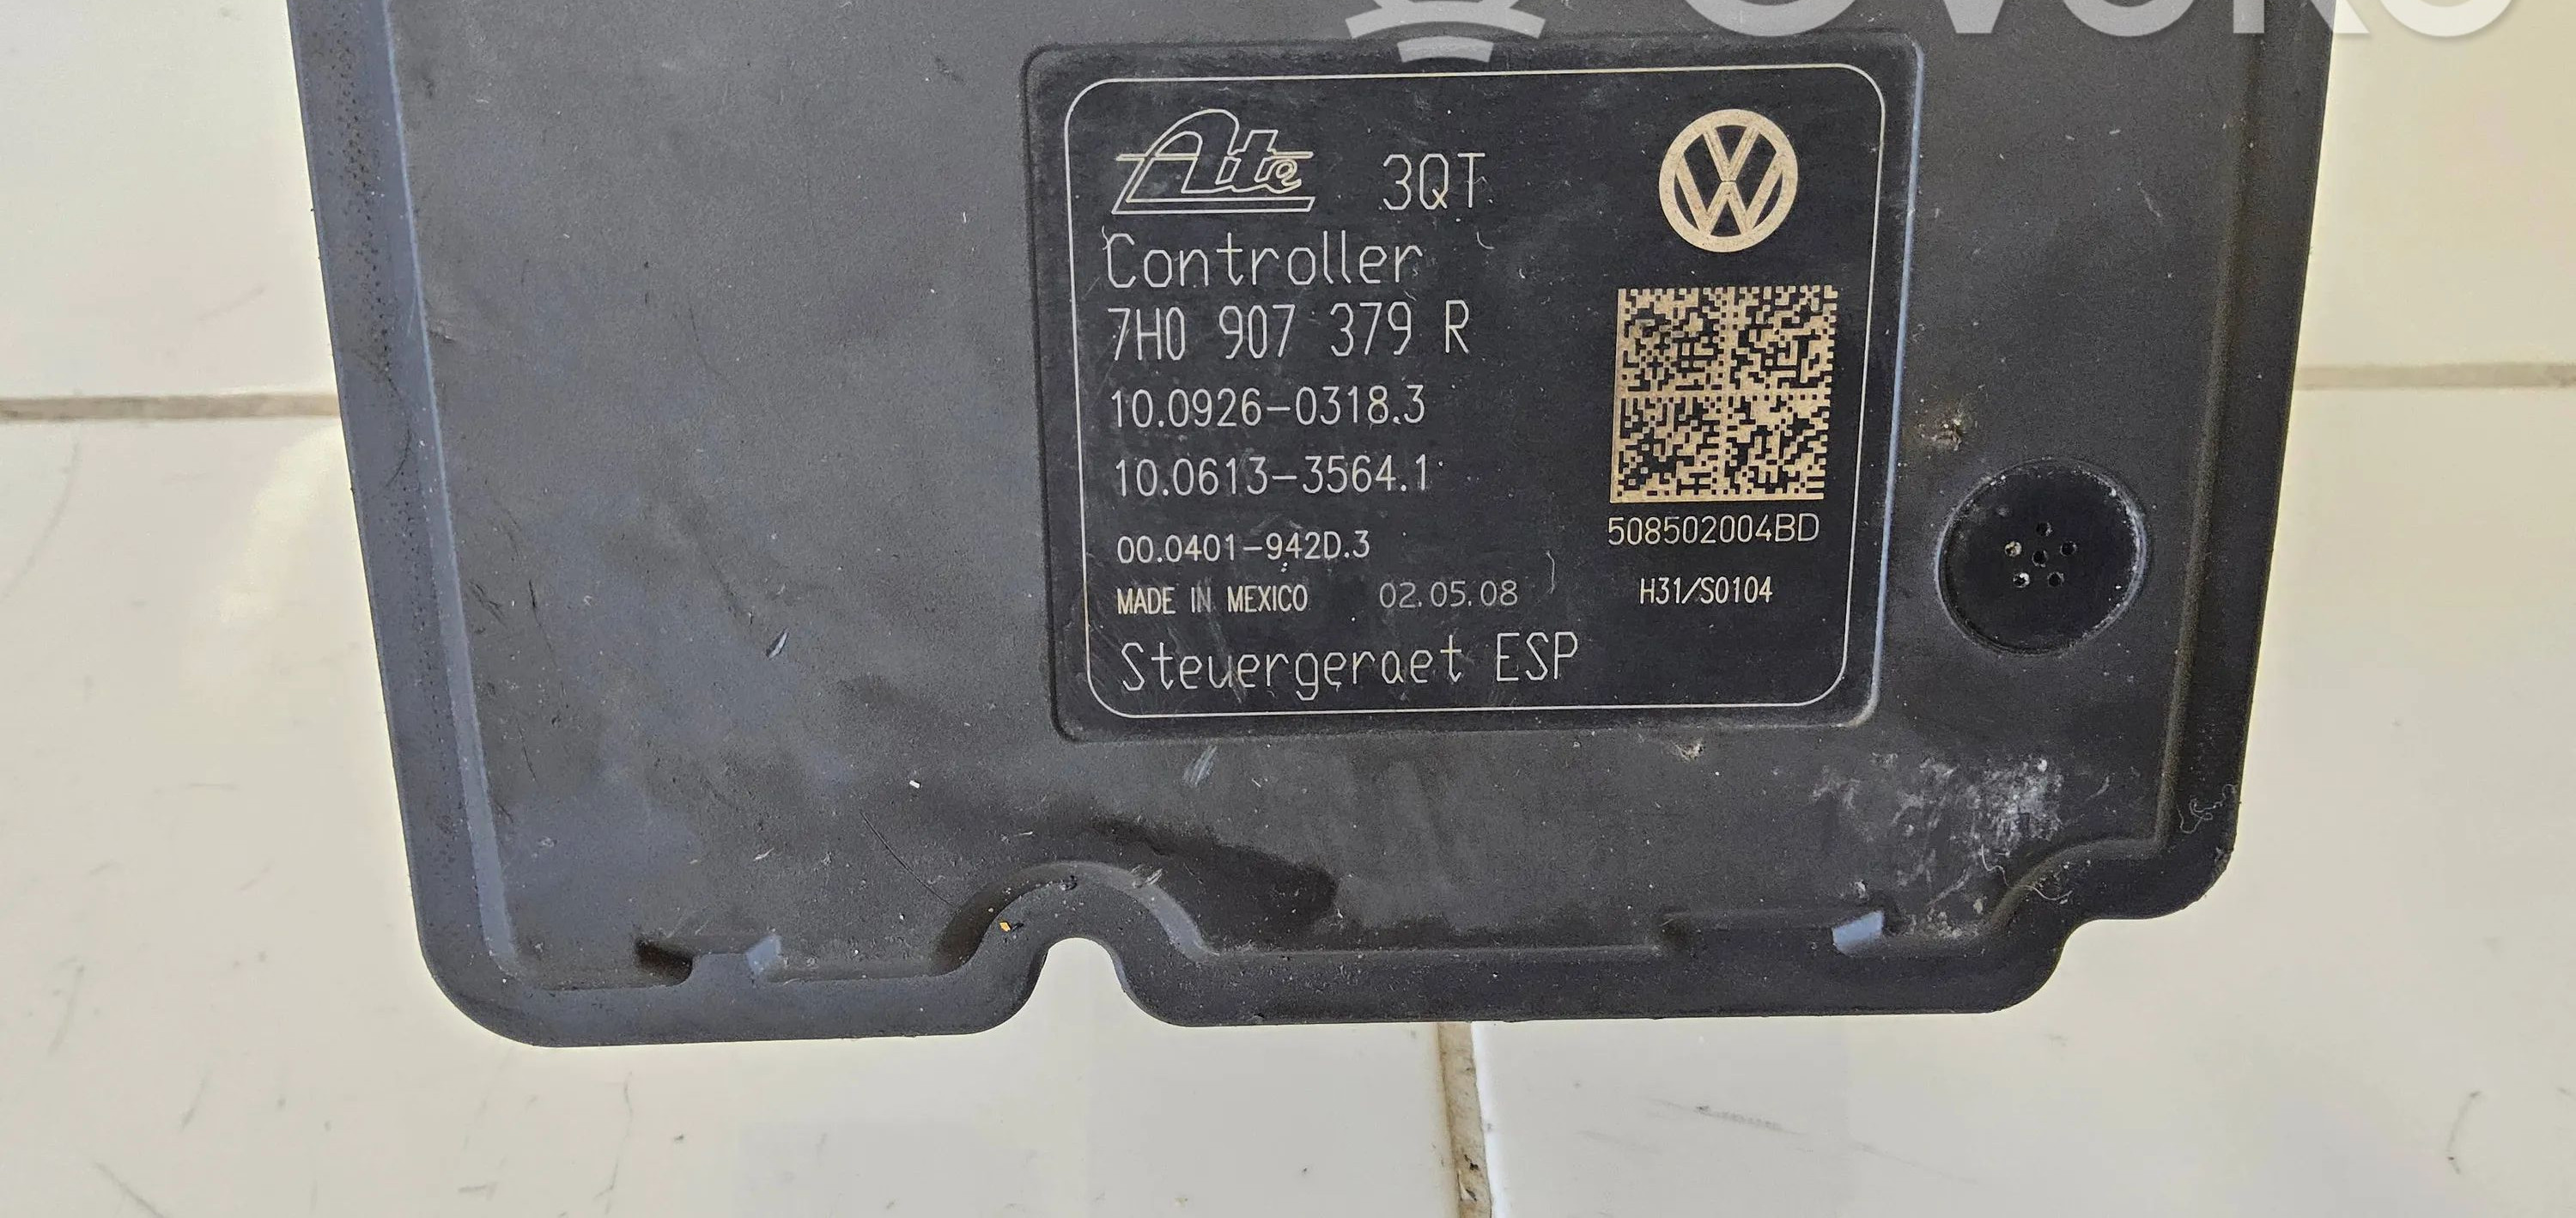 Ate 3QT
Controller
7H0 907 379 R
10.0926-0318.3
10.0613-3564.1
508502004BD
00.0401-942D.3
MADE IN MEXICO 02.05.08 H31/S0104
Steuergeraet ESP